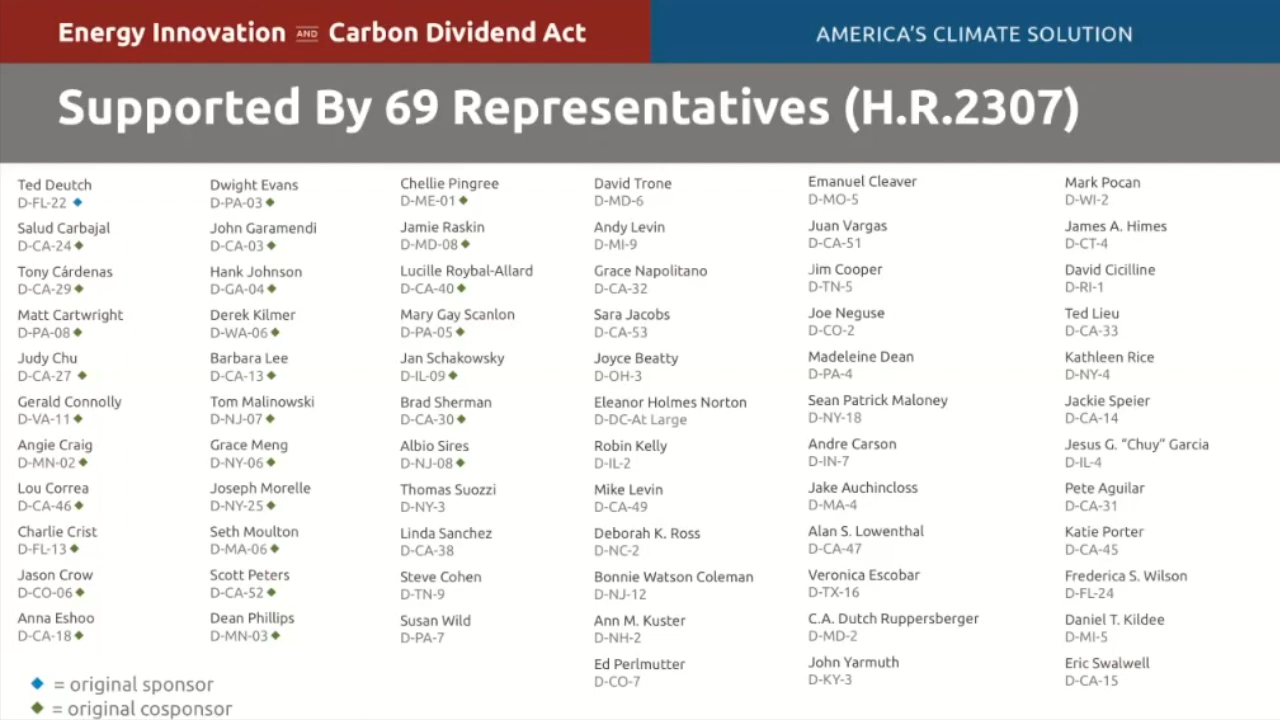 Energy Innovation AND Carbon Dividend Act
AMERICA'S CLIMATE SOLUTION
Supported By 69 Representatives (H.R.2307)
Ted Deutch
D-FL-22
Salud Carbajal
D-CA-24
Tony Cárdenas
D-CA-29
Matt Cartwright
D-PA-08
Judy Chu
D-CA-27
Gerald Connolly
D-VA-11
Angie Craig
D-MN-02
Lou Correa
D-CA-46
Charlie Crist
D-FL-13
Jason Crow
D-CO-06
Anna Eshoo
D-CA-18
Dwight Evans
D-PA-03
John Garamendi
D-CA-03
Hank Johnson
D-GA-04
Derek Kilmer
D-WA-06
Barbara Lee
D-CA-13
Tom Malinowski
D-NJ-07
Grace Meng
D-NY-06
Joseph Morelle
D-NY-25
Seth Moulton
D-MA-06
Scott Peters
D-CA-52
Dean Phillips
D-MN-03
Chellie Pingree
D-ME-01
Jamie Raskin
D-MD-08
Lucille Roybal-Allard
D-CA-40
Mary Gay Scanlon
D-PA-05
Jan Schakowsky
D-IL-09
Brad Sherman
D-CA-30
Albio Sires
D-NJ-08
Thomas Suozzi
D-NY-3
Linda Sanchez
D-CA-38
Steve Cohen
D-TN-9
Susan Wild
D-PA-7
David Trone
D-MD-6
Andy Levin
D-MI-9
Grace Napolitano
D-CA-32
Sara Jacobs
D-CA-53
Joyce Beatty
D-OH-3
Eleanor Holmes Norton
D-DC-At Large
Robin Kelly
D-IL-2
Mike Levin
D-CA-49
Deborah K. Ross
D-NC-2
Bonnie Watson Coleman
D-NJ-12
Ann M. Kuster
D-NH-2
Ed Perlmutter
D-CO-7
Emanuel Cleaver
D-MO-5
Juan Vargas
D-CA-51
Jim Cooper
D-TN-5
Joe Neguse
D-CO-2
Madeleine Dean
D-PA-4
Sean Patrick Maloney
D-NY-18
Andre Carson
D-IN-7
Jake Auchincloss
D-MA-4
Alan S. Lowenthal
D-CA-47
Veronica Escobar
D-TX-16
C.A. Dutch Ruppersberger
D-MD-2
John Yarmuth
D-KY-3
Mark Pocan
D-WI-2
James A. Himes
D-CT-4
David Cicilline
D-RI-1
Ted Lieu
D-CA-33
Kathleen Rice
D-NY-4
Jackie Speier
D-CA-14
Jesus G. "Chuy" Garcia
D-IL-4
Pete Aguilar
D-CA-31
Katie Porter
D-CA-45
Frederica S. Wilson
D-FL-24
Daniel T. Kildee
D-MI-5
Eric Swalwell
D-CA-15
= original sponsor
= original cosponsor